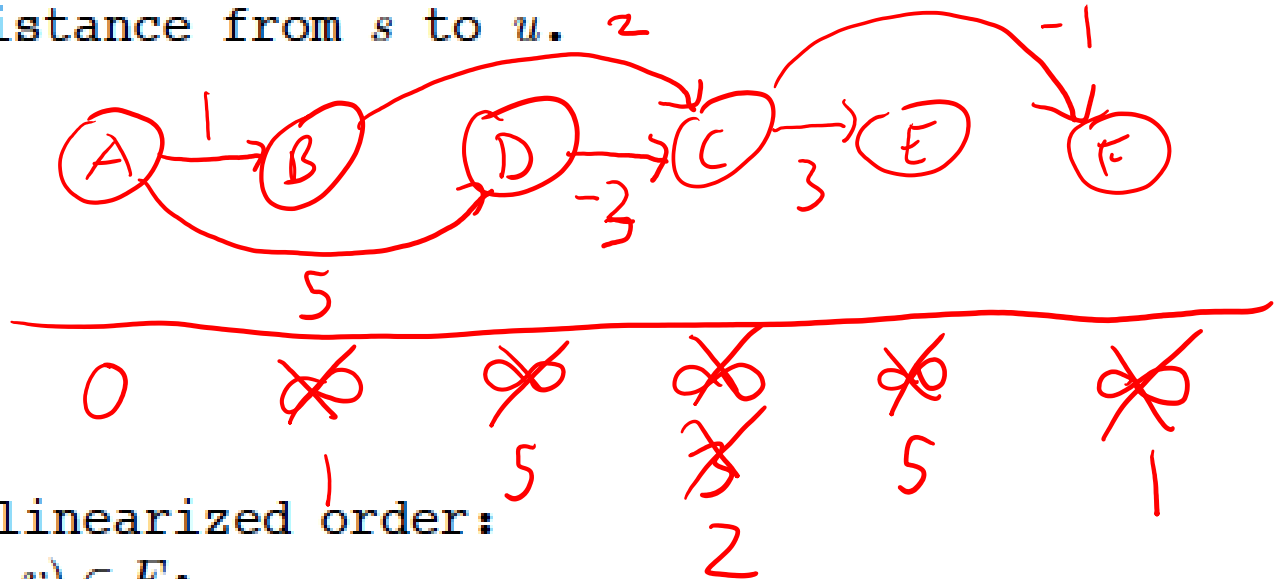 istance from s to u.
2
-1
1
A B D C E F
-3
3
5
0 ∞ ∞ ∞ ∞ ∞
1 5 3 5 1
2
linearized order:
v) ∈ E: